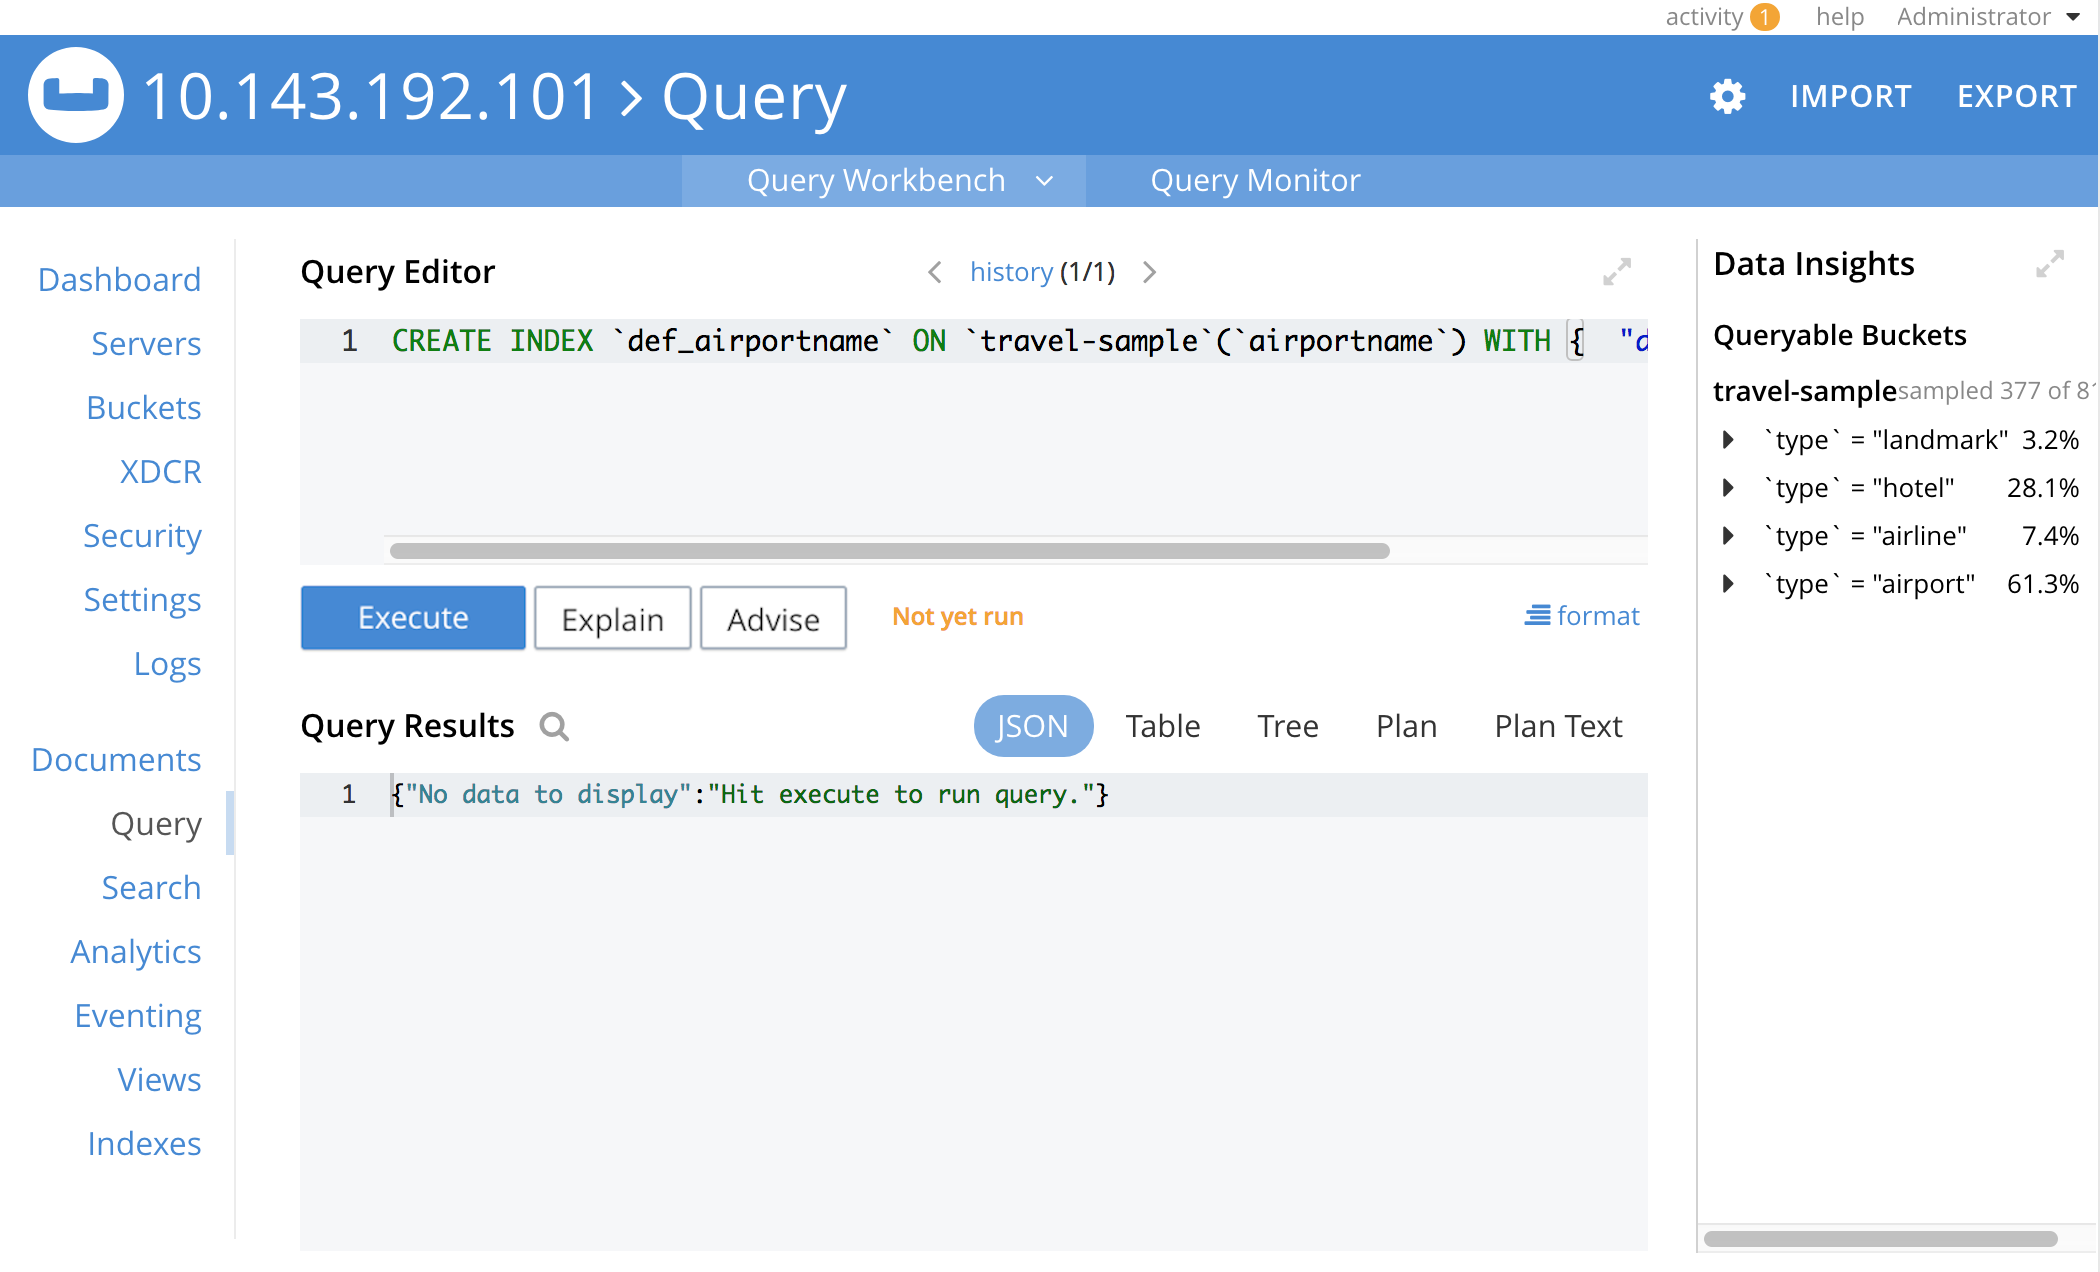 activity 1 help Administrator
10.143.192.101 › Query
IMPORT EXPORT
Query Workbench Query Monitor
Dashboard
Servers
Buckets
XDCR
Security
Settings
Logs
Documents
Query
Search
Analytics
Eventing
Views
Indexes
Query Editor
history (1/1)
1 CREATE INDEX `def_airportname` ON `travel-sample`(`airportname`) WITH { "d
Execute Explain Advise Not yet run format
Query Results
JSON Table Tree Plan Plan Text
1 {"No data to display":"Hit execute to run query."}
Data Insights
Queryable Buckets
travel-sample sampled 377 of 8
`type` = "landmark" 3.2%
`type` = "hotel" 28.1%
`type` = "airline" 7.4%
`type` = "airport" 61.3%